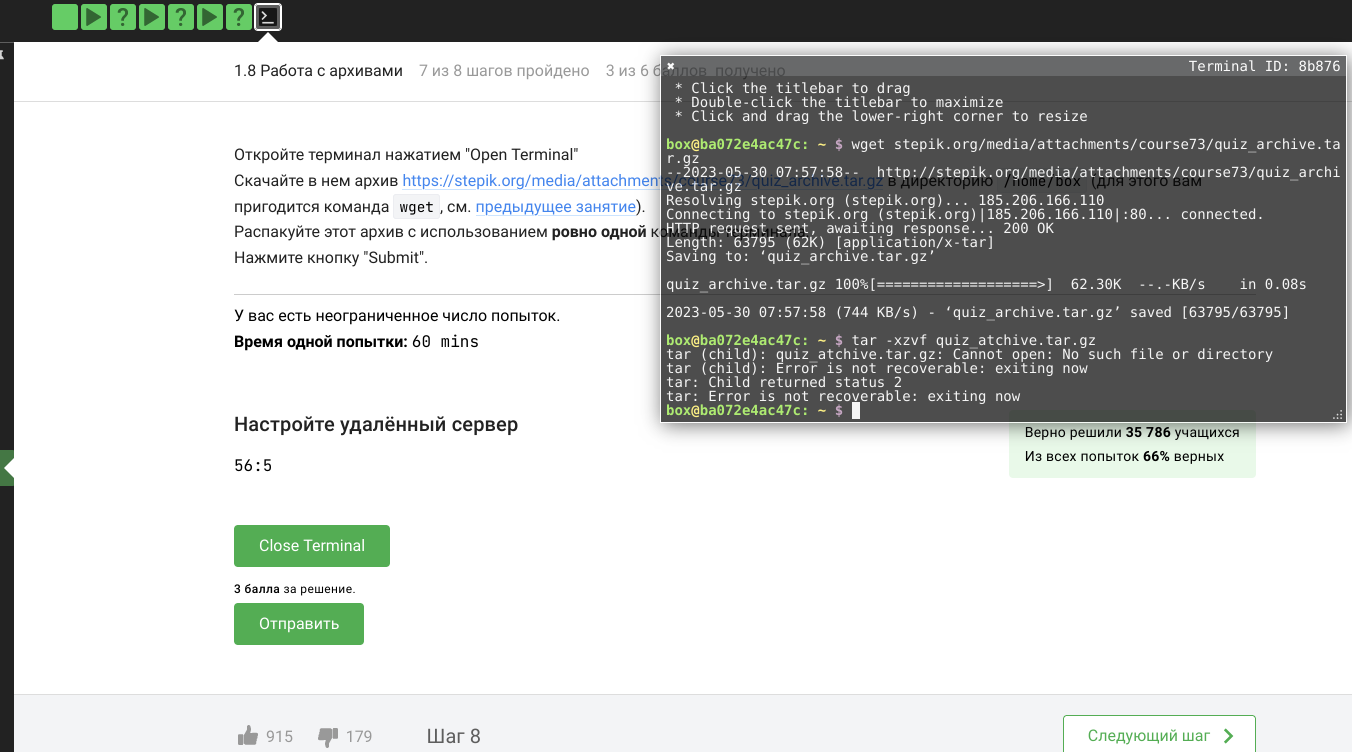 1.8 Работа с архивами 7 из 8 шагов пройдено 3 из 6 баллов получено
Откройте терминал нажатием "Open Terminal"
Скачайте в нем архив https://stepik.org/media/attachments/course73/quiz_archive.tar.gz в директорию /home/box (для этого вам
пригодится команда wget, см. предыдущее занятие).
Распакуйте этот архив с использованием ровно одной команды терминала.
Нажмите кнопку "Submit".
У вас есть неограниченное число попыток.
Время одной попытки: 60 mins
Настройте удалённый сервер
56:5
Close Terminal
3 балла за решение.
Отправить
Terminal ID: 8b876
* Click the titlebar to drag
* Double-click the titlebar to maximize
* Click and drag the lower-right corner to resize
box@ba072e4ac47c: ~ $ wget stepik.org/media/attachments/course73/quiz_archive.ta
r.gz
--2023-05-30 07:57:58-- http://stepik.org/media/attachments/course73/quiz_archi
ve.tar.gz
Resolving stepik.org (stepik.org)... 185.206.166.110
Connecting to stepik.org (stepik.org)|185.206.166.110|:80... connected.
HTTP request sent, awaiting response... 200 OK
Length: 63795 (62K) [application/x-tar]
Saving to: ‘quiz_archive.tar.gz’
quiz_archive.tar.gz 100%[===================>] 62.30K --.-KB/s in 0.08s
2023-05-30 07:57:58 (744 KB/s) - ‘quiz_archive.tar.gz’ saved [63795/63795]
box@ba072e4ac47c: ~ $ tar -xzvf quiz_atchive.tar.gz
tar (child): quiz_atchive.tar.gz: Cannot open: No such file or directory
tar (child): Error is not recoverable: exiting now
tar: Child returned status 2
tar: Error is not recoverable: exiting now
box@ba072e4ac47c: ~ $
Верно решили 35 786 учащихся
Из всех попыток 66% верных
915 179 Шаг 8
Следующий шаг